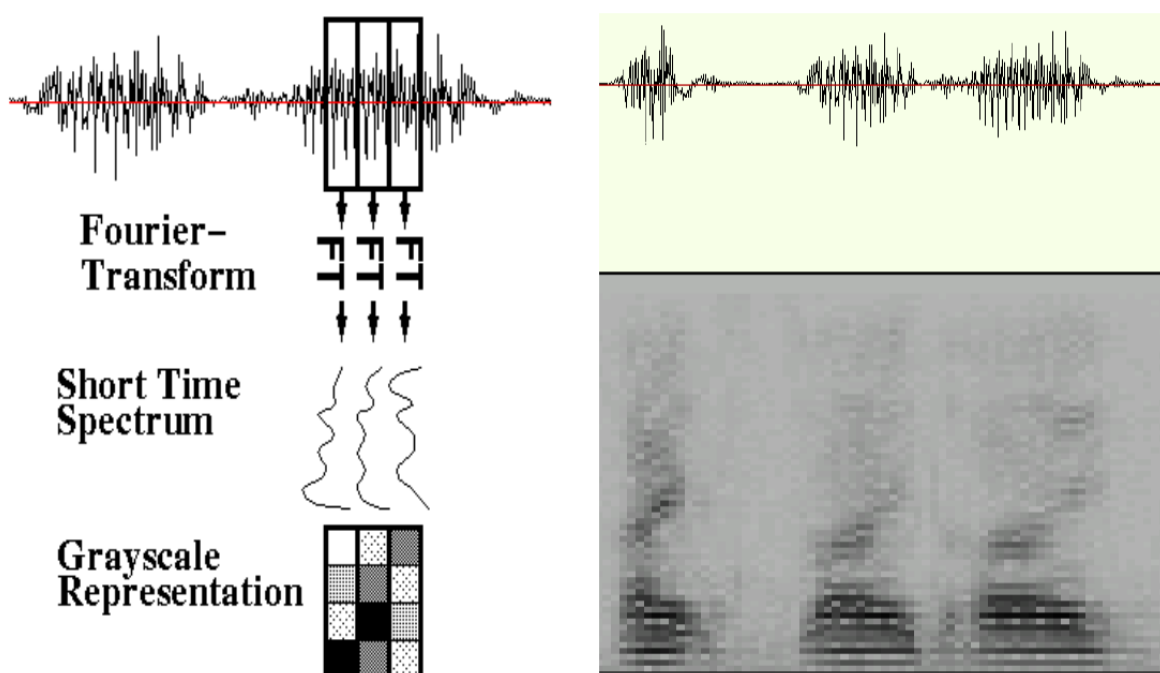 Fourier-
Transform
FT FT FT
Short Time
Spectrum
Grayscale
Representation